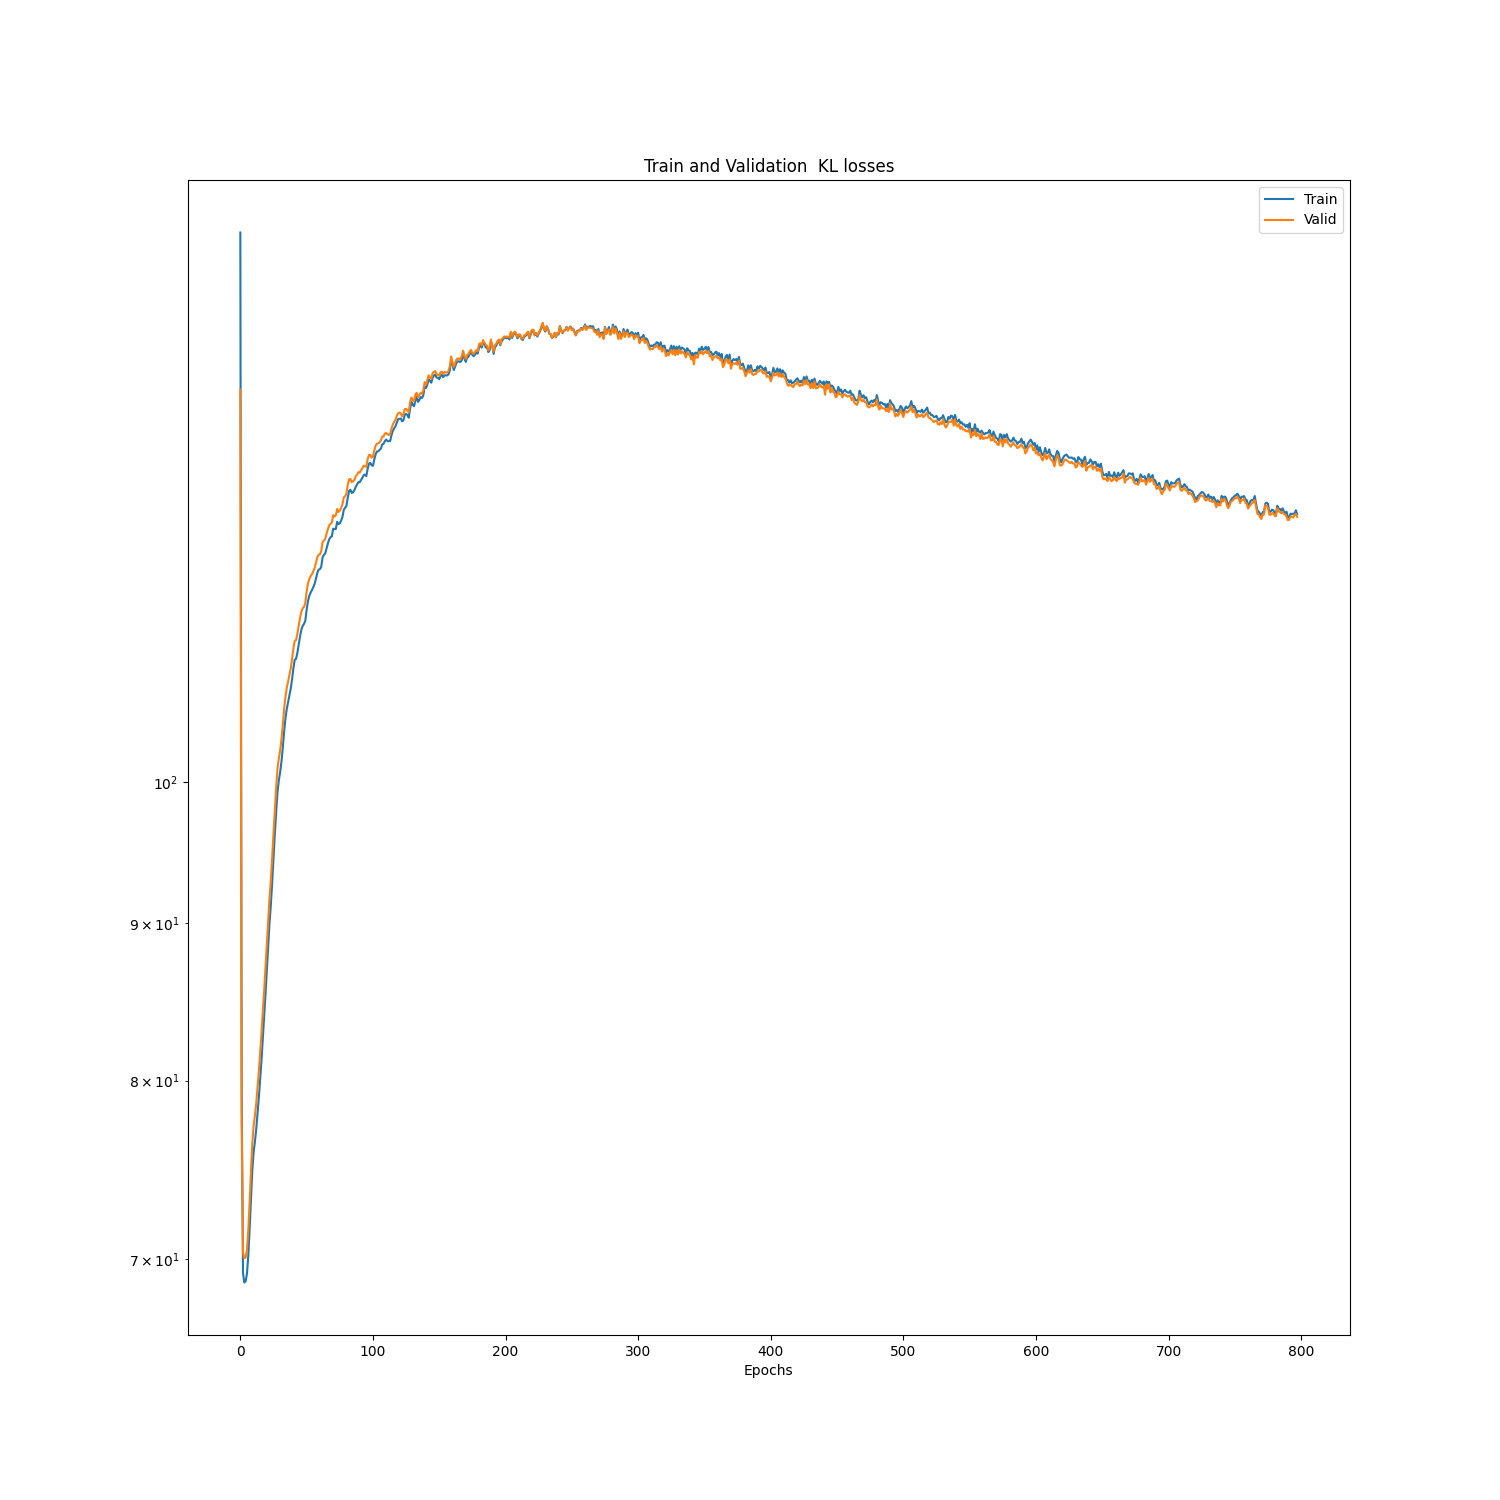 Train and Validation  KL losses
Train
Valid
10²
9 × 10¹
8 × 10¹
7 × 10¹
0 100 200 300 400 500 600 700 800
Epochs